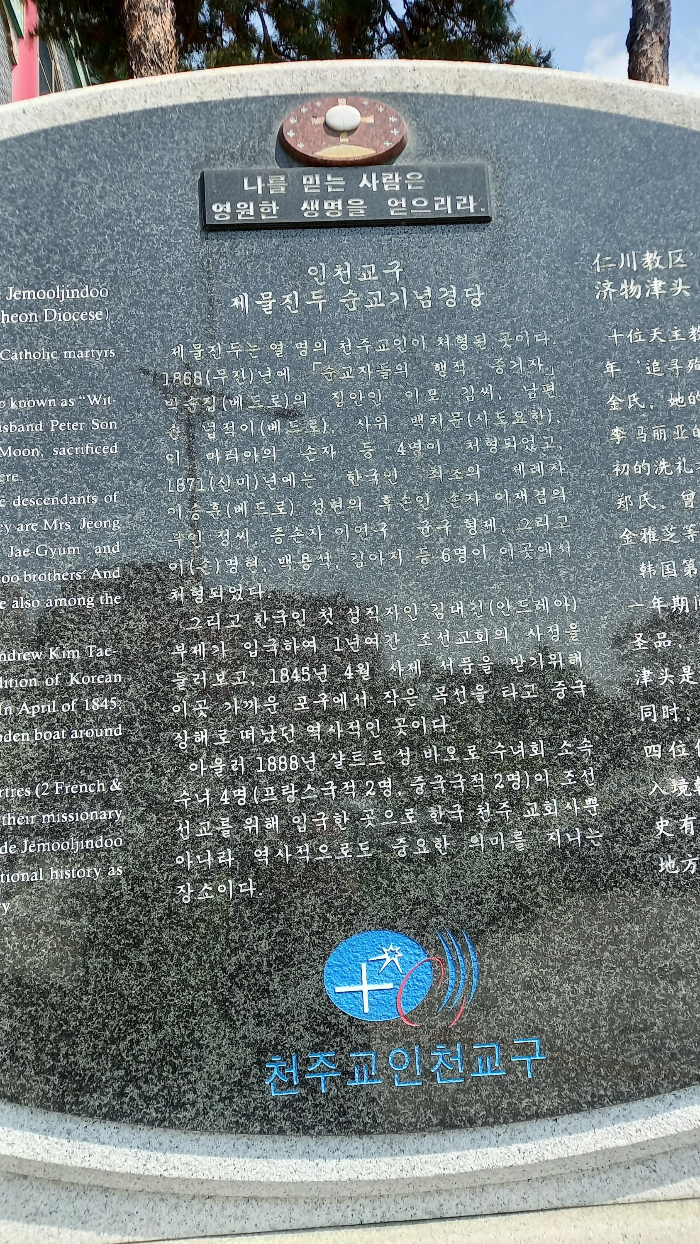 나를 믿는 사람은
영원한 생명을 얻으리라.
Jemooljindoo
heon Diocese)
Catholic martyrs
known as "Wit-
sband Peter Son
Moon, sacrificed
ere.
descendants of
ey are Mrs. Jeong
Jae Gyum and
oo brothers. And
e also among the
ndrew Kim Tae-
lition of Korean
In April of 1845,
oden boat around
rtres (2 French &
their missionary
de Jemooljindoo
tional history as
y
인천교구
제물진두 순교기념경당
제물진두는 열 명의 천주교인이 처형된 곳이다.
1868(무진)년에 「순교자들의 행적 증거자」
박순집(베드로)의 집안인 이모 김씨, 남편
손 넙적이(베드로), 사위 백치문(사도요한),
이 마리아의 손자 등 4명이 처형되었고,
1871(신미)년에는 한국인 최초의 세례자
이승훈(베드로) 성현의 후손인 손자 이재겸의
부인 정씨, 증손자 이연구 균구 형제, 그리고
이(손)명현, 백용석, 김아지 등 6명이 이곳에서
처형되었다.
그리고 한국인 첫 성직자인 김대건(안드레아)
부제가 입국하여 1년여간 조선교회의 사정을
둘러보고, 1845년 4월 사제 서품을 받기위해
이곳 가까운 포구에서 작은 목선을 타고 중국
상해로 떠났던 역사적인 곳이다.
아울러 1888년 샬트르 성 바오로 수녀회 소속
수녀 4명(프랑스국적 2명, 중국국적 2명)이 조선
선교를 위해 입국한 곳으로 한국 천주 교회사뿐
아니라 역사적으로도 중요한 의미를 지니는
장소이다.
仁川教区
济物津头
十位天主教
年 追寻殉
金氏, 她的
李马丽亚的
初的洗礼
郑氏, 曾
金雅芝等
韩国第
一年期间
圣品,
津头是
同时,
四位
入境韩
史有
地方
천주교인천교구